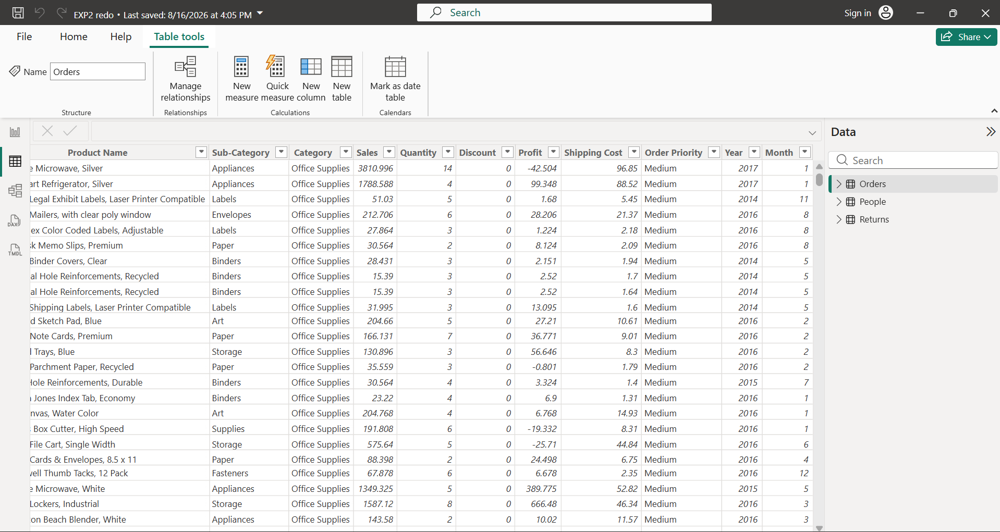 EXP2 redo • Last saved: 8/16/2026 at 4:05 PM
Search
Sign in
File Home Help Table tools
Share
Name Orders
Manage relationships
New measure
Quick measure
New column
New table
Mark as date table
Structure Relationships Calculations Calendars
Data
Search
Orders
People
Returns
DAX
TMDL
Product Name Sub-Category Category Sales Quantity Discount Profit Shipping Cost Order Priority Year Month
e Microwave, Silver Appliances Office Supplies 3810.996 14 0 -42.504 96.85 Medium 2017 1
art Refrigerator, Silver Appliances Office Supplies 1788.588 4 0 99.348 88.52 Medium 2017 1
Legal Exhibit Labels, Laser Printer Compatible Labels Office Supplies 51.03 5 0 1.68 5.45 Medium 2014 11
Mailers, with clear poly window Envelopes Office Supplies 212.706 6 0 28.206 21.37 Medium 2016 8
ex Color Coded Labels, Adjustable Labels Office Supplies 27.864 3 0 1.224 2.18 Medium 2016 8
sk Memo Slips, Premium Paper Office Supplies 30.564 2 0 8.124 2.09 Medium 2016 8
Binder Covers, Clear Binders Office Supplies 28.431 3 0 2.151 1.94 Medium 2014 5
al Hole Reinforcements, Recycled Binders Office Supplies 15.39 3 0 2.52 1.7 Medium 2014 5
al Hole Reinforcements, Recycled Binders Office Supplies 15.39 3 0 2.52 1.64 Medium 2014 5
Shipping Labels, Laser Printer Compatible Labels Office Supplies 31.995 3 0 13.095 1.6 Medium 2014 5
d Sketch Pad, Blue Art Office Supplies 204.66 5 0 27.21 10.61 Medium 2016 2
Note Cards, Premium Paper Office Supplies 166.131 7 0 36.771 9.01 Medium 2016 2
l Trays, Blue Storage Office Supplies 130.896 3 0 56.646 8.3 Medium 2016 2
Parchment Paper, Recycled Paper Office Supplies 35.559 3 0 -0.801 1.79 Medium 2016 2
Hole Reinforcements, Durable Binders Office Supplies 30.564 4 0 3.324 1.4 Medium 2015 7
Jones Index Tab, Economy Binders Office Supplies 23.22 4 0 6.9 1.31 Medium 2016 1
nvas, Water Color Art Office Supplies 204.768 4 0 6.768 14.93 Medium 2016 1
Box Cutter, High Speed Supplies Office Supplies 191.808 6 0 -19.332 8.31 Medium 2016 1
File Cart, Single Width Storage Office Supplies 575.64 5 0 -25.71 44.84 Medium 2016 6
Cards & Envelopes, 8.5 x 11 Paper Office Supplies 88.398 2 0 24.498 6.75 Medium 2016 4
well Thumb Tacks, 12 Pack Fasteners Office Supplies 67.878 6 0 6.678 2.35 Medium 2016 12
e Microwave, White Appliances Office Supplies 1349.325 5 0 389.775 52.82 Medium 2015 5
Lockers, Industrial Storage Office Supplies 1587.12 8 0 666.48 46.34 Medium 2016 3
on Beach Blender, White Appliances Office Supplies 143.58 2 0 10.02 11.57 Medium 2016 3